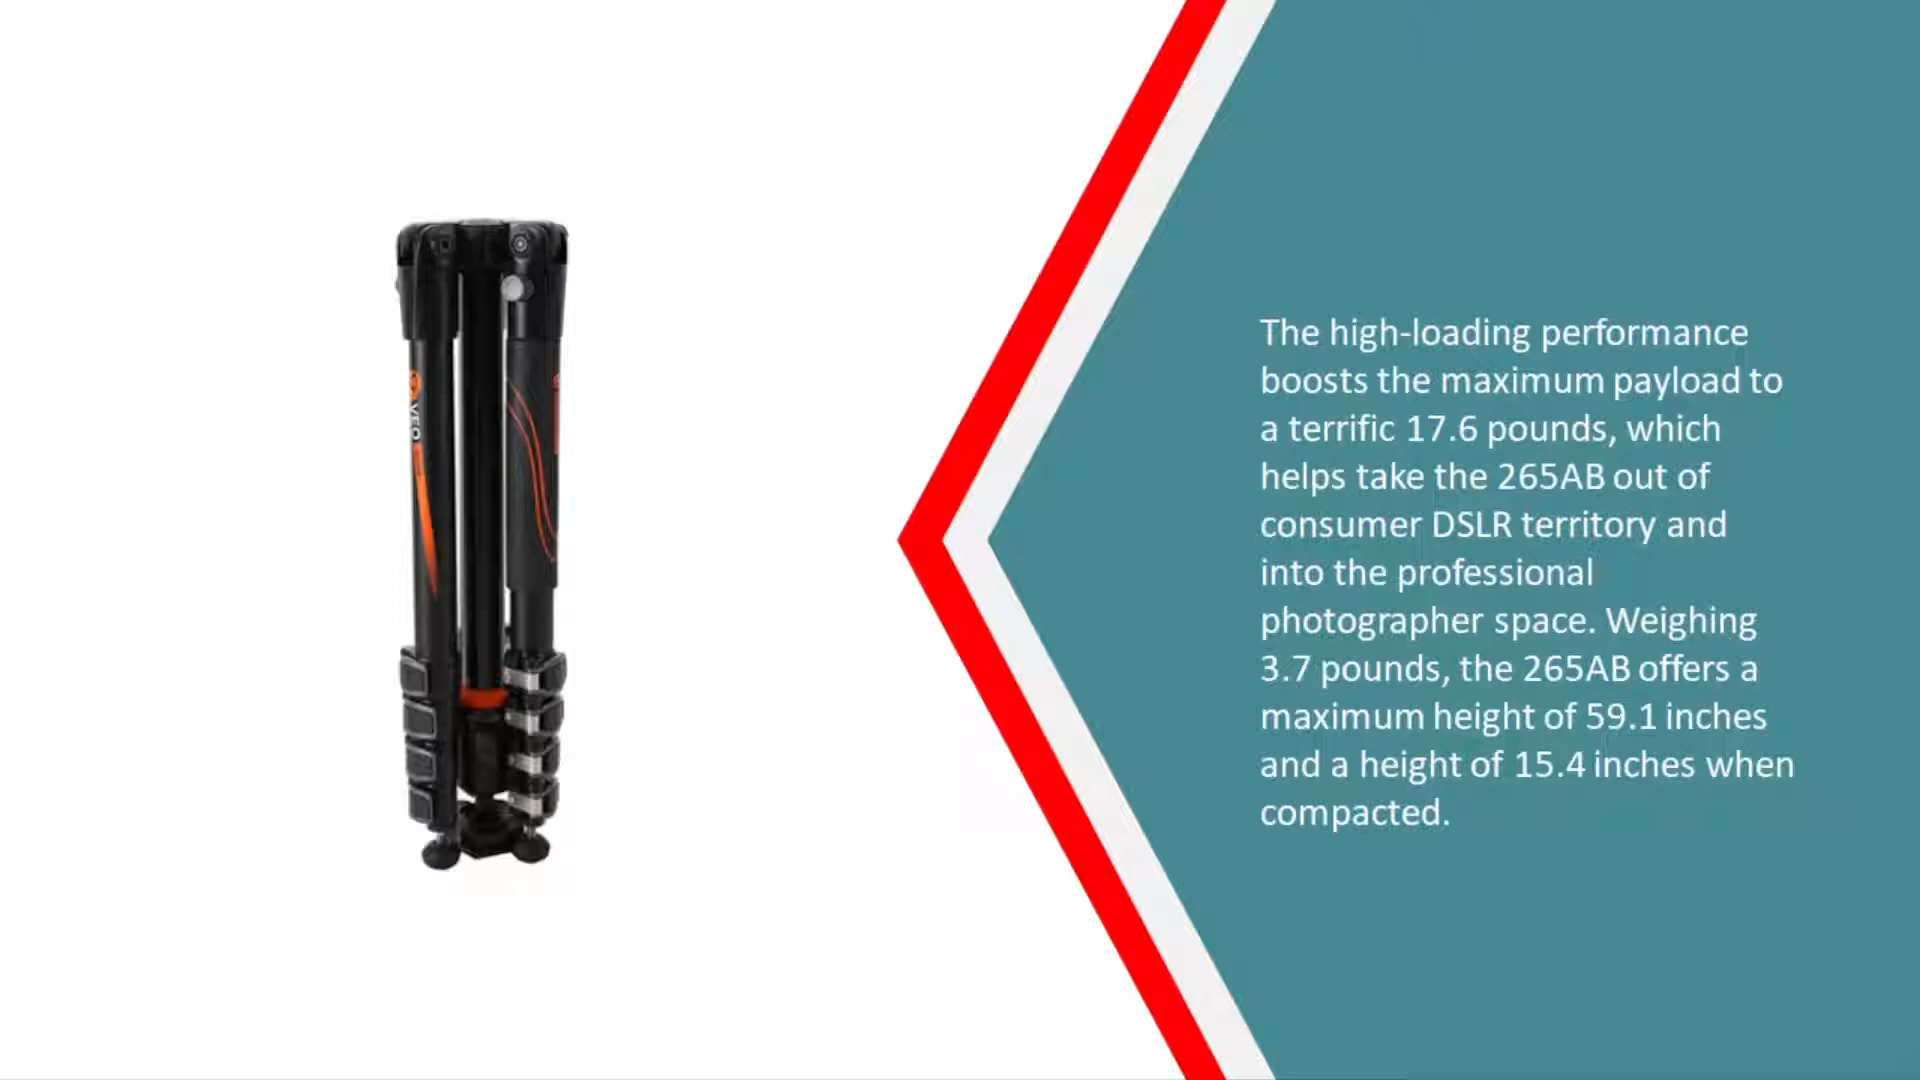 VEO
The high-loading performance
boosts the maximum payload to
a terrific 17.6 pounds, which
helps take the 265AB out of
consumer DSLR territory and
into the professional
photographer space. Weighing
3.7 pounds, the 265AB offers a
maximum height of 59.1 inches
and a height of 15.4 inches when
compacted.